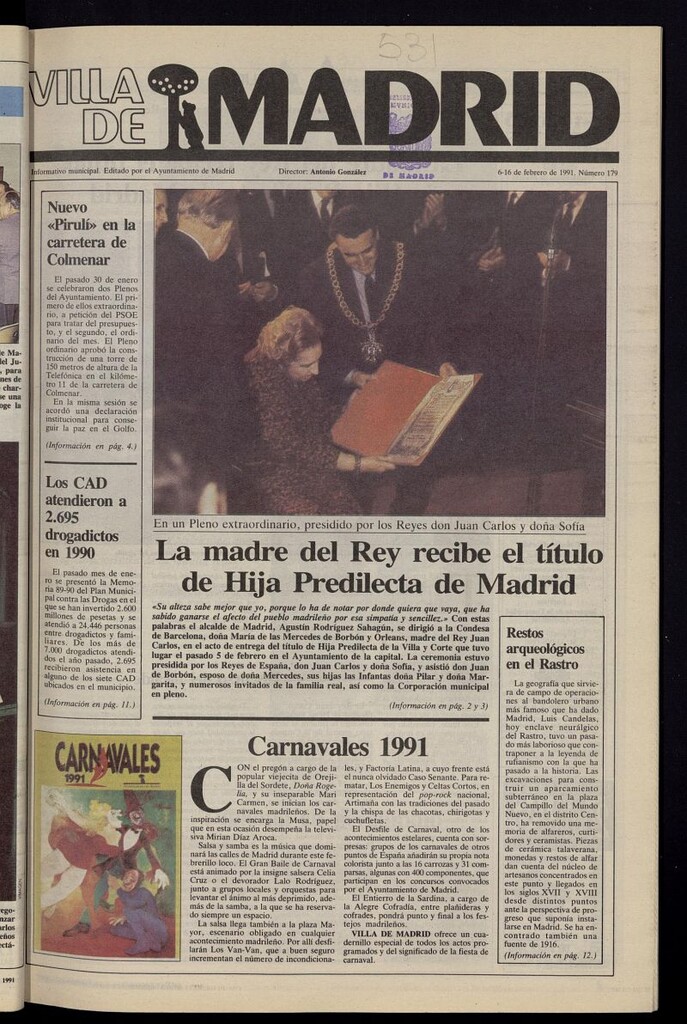 531
VILLA
DE
MADRID
Informativo municipal. Editado por el Ayuntamiento de Madrid
Director: Antonio González
6-16 de febrero de 1991. Número 179
DE MADRID
Nuevo
«Pirulí» en la
carretera de
Colmenar
El pasado 30 de enero
se celebraron dos Plenos
del Ayuntamiento. El pri-
mero de ellos extraordina-
rio, a petición del PSOE
para tratar del presupues-
to, y el segundo, el ordi-
nario del mes. El Pleno
ordinario aprobó la cons-
trucción de una torre de
150 metros de altura de la
Telefónica en el kilóme-
tro 11 de la carretera de
Colmenar.
En la misma sesión se
acordó una declaración
institucional para conse-
guir la paz en el Golfo.
(Información en pág. 4.)
Los CAD
atendieron a
2.695
drogadictos
en 1990
El pasado mes de ene-
ro se presentó la Memo-
ria 89-90 del Plan Munici-
pal contra las Drogas en el
que se han invertido 2.600
millones de pesetas y se
atendió a 24.446 personas
entre drogadictos y fami-
liares. De los más de
7.000 drogadictos atendi-
dos el año pasado, 2.695
recibieron asistencia en
alguno de los siete CAD
ubicados en el municipio.
(Información en pág. 11.)
En un Pleno extraordinario, presidido por los Reyes don Juan Carlos y doña Sofía
La madre del Rey recibe el título
de Hija Predilecta de Madrid
«Su alteza sabe mejor que yo, porque lo ha de notar por donde quiera que vaya, que ha
sabido ganarse el afecto del pueblo madrileño por esa simpatía y sencillez.» Con estas
palabras el alcalde de Madrid, Agustín Rodríguez Sahagún, se dirigió a la Condesa
de Barcelona, doña María de las Mercedes de Borbón y Orleans, madre del Rey Juan
Carlos, en el acto de entrega del título de Hija Predilecta de la Villa y Corte que tuvo
lugar el pasado 5 de febrero en el Ayuntamiento de la capital. La ceremonia estuvo
presidida por los Reyes de España, don Juan Carlos y doña Sofía, y asistió don Juan
de Borbón, esposo de doña Mercedes, sus hijas las Infantas doña Pilar y doña Mar-
garita, y numerosos invitados de la familia real, así como la Corporación municipal
en pleno.
(Información en págs. 2 y 3)
Restos
arqueológicos
en el Rastro
La geografía que sirvie-
ra de campo de operacio-
nes al bandolero urbano
más famoso que ha dado
Madrid, Luis Candelas,
hoy enclave neurálgico
del Rastro, tuvo un pasa-
do más laborioso que con-
traponer a la leyenda de
rufianismo con la que ha
pasado a la historia. Las
excavaciones para cons-
truir un aparcamiento
subterráneo en la plaza
del Campillo del Mundo
Nuevo, en el distrito Cen-
tro, ha removido una me-
moria de alfareros, curti-
dores y ceramistas. Piezas
de cerámica talaverana,
monedas y restos de alfar
dan cuenta del núcleo de
artesanos concentrados en
este punto y llegados en
los siglos XVII y XVIII
desde distintos puntos
ante la perspectiva de pro-
greso que suponía instalar-
se en Madrid. Se ha en-
contrado también una
fuente de 1916.
(Información en pág. 12.)
CARNAVALES
1991
Carnavales 1991
CON el pregón a cargo de la
popular viejecita de Oreji-
lla del Sordete, Doña Roge-
lia, y su inseparable Mari
Carmen, se inician los car-
navales madrileños. De la
inspiración se encarga la Musa, papel
que en esta ocasión desempeña la televi-
siva Mirian Díaz Aroca.
Salsa y samba es la música que domi-
nará las calles de Madrid durante este fe-
brerillo loco. El Gran Baile de Carnaval
está animado por la insigne salsera Celia
Cruz o el devorador Lalo Rodríguez,
junto a grupos locales y orquestas para
levantar el ánimo al más deprimido, ade-
más de la samba, a la que se ha reserva-
do siempre un espacio.
La salsa llega también a la plaza Ma-
yor, escenario obligado en cualquier
acontecimiento madrileño. Por allí desfi-
larán Los Van-Van, que a buen seguro
incrementan el número de incondiciona-
les, y Factoría Latina, a cuyo frente está
el nunca olvidado Caso Senante. Para re-
matar, Los Enemigos y Celtas Cortos, en
representación del pop-rock nacional,
Artimaña con las tradiciones del pasado
y la chispa de las chacotas, chirigotas y
cuchufletas.
El Desfile de Carnaval, otro de los
acontecimientos estelares, cuenta con sor-
presas: grupos de los carnavales de otros
puntos de España añadirán su propia nota
colorista junto a las 16 carrozas y 31 com-
parsas, algunas con 400 componentes, que
participan en los concursos convocados
por el Ayuntamiento de Madrid.
El Entierro de la Sardina, a cargo de
la Alegre Cofradía, entre plañideras y
cofrades, pondrá punto y final a los fes-
tejos madrileños.
VILLA DE MADRID ofrece un cua-
dernillo especial de todos los actos pro-
gramados y del significado de la fiesta de
carnaval.